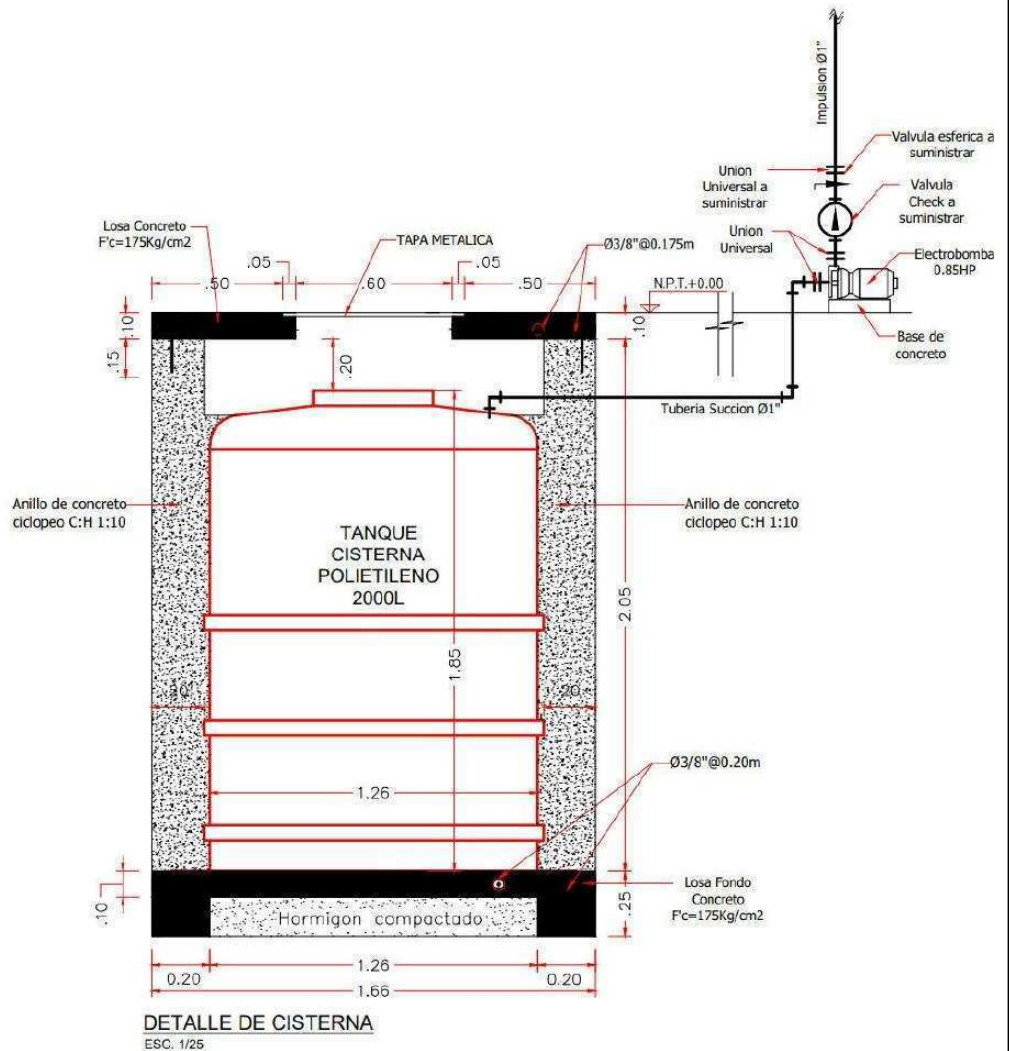 Impulsion Ø1"
Valvula esferica a
suministrar
Union
Universal a
suministrar
Valvula
Check a
suministrar
Union
Universal
Electrobomba
0.85HP
Base de
concreto
Losa Concreto
F'c=175Kg/cm2
TAPA METALICA
Ø3/8"@0.175m
.05
.05
.50
.60
.50
N.P.T.+0.00
.10
.10
.15
.20
Tuberia Succion Ø1"
Anillo de concreto
ciclopeo C:H 1:10
Anillo de concreto
ciclopeo C:H 1:10
TANQUE
CISTERNA
POLIETILENO
2000L
2.05
1.85
.20
.20
Ø3/8"@0.20m
1.26
Losa Fondo
Concreto
F'c=175Kg/cm2
.10
.25
Hormigon compactado
0.20
1.26
0.20
1.66
DETALLE DE CISTERNA
ESC. 1/25